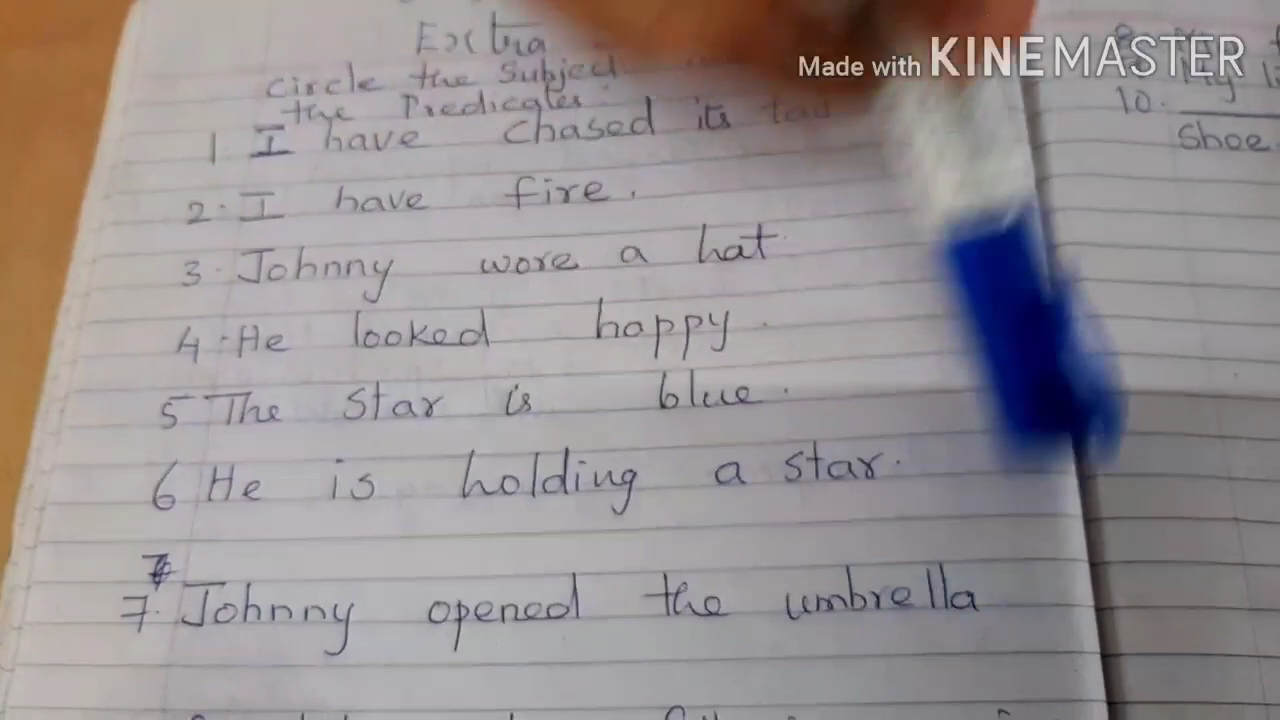 Extra
Made with KINEMASTER
circle the Subject
the Predicates.
1 I have chased its tail
2. I have fire.
3. Johnny wore a hat
4. He looked happy.
5 The Star is blue.
6 He is holding a star.
7
7. Johnny opened the umbrella
My
10.
Shoe